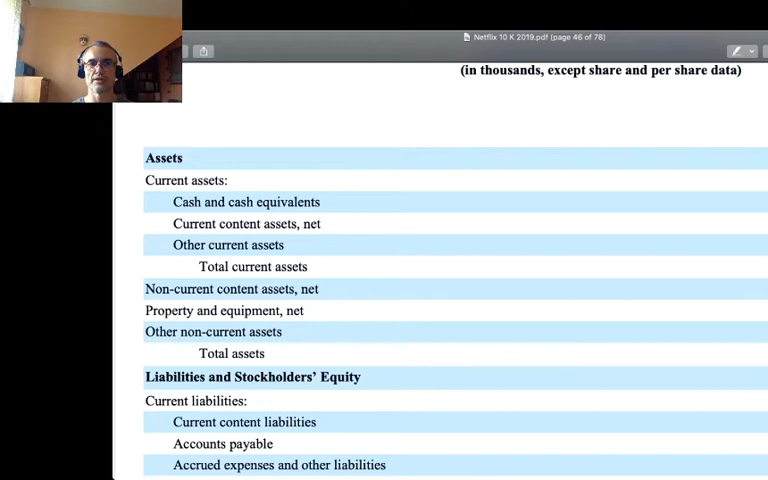 Netflix 10 K 2019.pdf (page 46 of 78)
(in thousands, except share and per share data)
Assets
Current assets:
Cash and cash equivalents
Current content assets, net
Other current assets
Total current assets
Non-current content assets, net
Property and equipment, net
Other non-current assets
Total assets
Liabilities and Stockholders’ Equity
Current liabilities:
Current content liabilities
Accounts payable
Accrued expenses and other liabilities